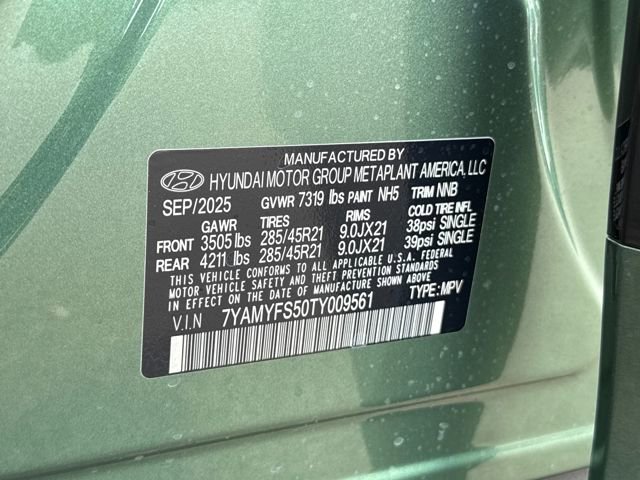 MANUFACTURED BY
HYUNDAI MOTOR GROUP METAPLANT AMERICA, LLC
SEP/2025 GVWR 7319 lbs PAINT NH5 TRIM NNB
GAWR TIRES RIMS COLD TIRE INFL
FRONT 3505 lbs 285/45R21 9.0JX21 38psi SINGLE
REAR 4211 lbs 285/45R21 9.0JX21 39psi SINGLE
THIS VEHICLE CONFORMS TO ALL APPLICABLE U.S.A. FEDERAL
MOTOR VEHICLE SAFETY AND THEFT PREVENTION STANDARDS
IN EFFECT ON THE DATE OF MANUFACTURE SHOWN ABOVE.
V.I.N 7YAMYFS50TY009561 TYPE: MPV